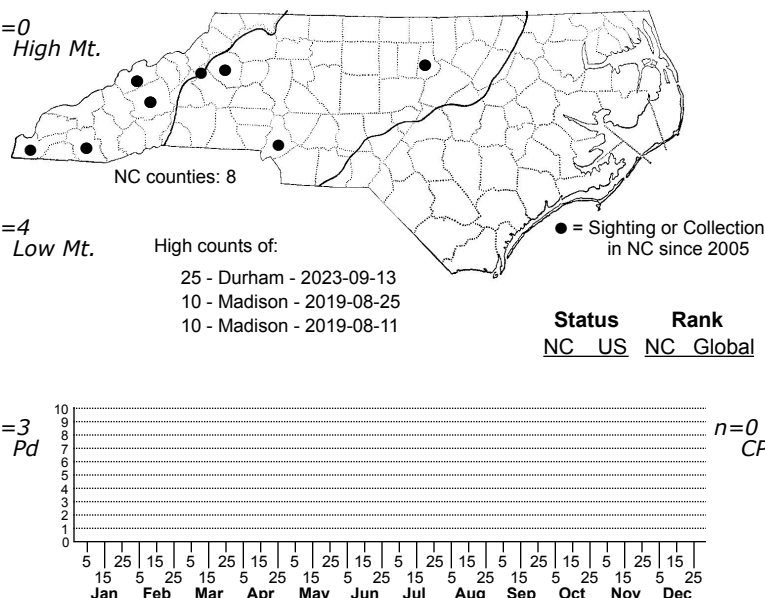 =0
High Mt.
NC counties: 8
=4
Low Mt.
High counts of:
25 - Durham - 2023-09-13
10 - Madison - 2019-08-25
10 - Madison - 2019-08-11
● = Sighting or Collection
in NC since 2005
Status Rank
NC US NC Global
=3
Pd
10
9
8
7
6
5
4
3
2
1
0
n=0
CP
5 25 15 5 25 15 5 25 15 5 25 15 5 25 15 5 25 15
15 5 25 15 5 25 15 5 25 15 5 25 15 5 25 15 5 25
Jan Feb Mar Apr May Jun Jul Aug Sep Oct Nov Dec